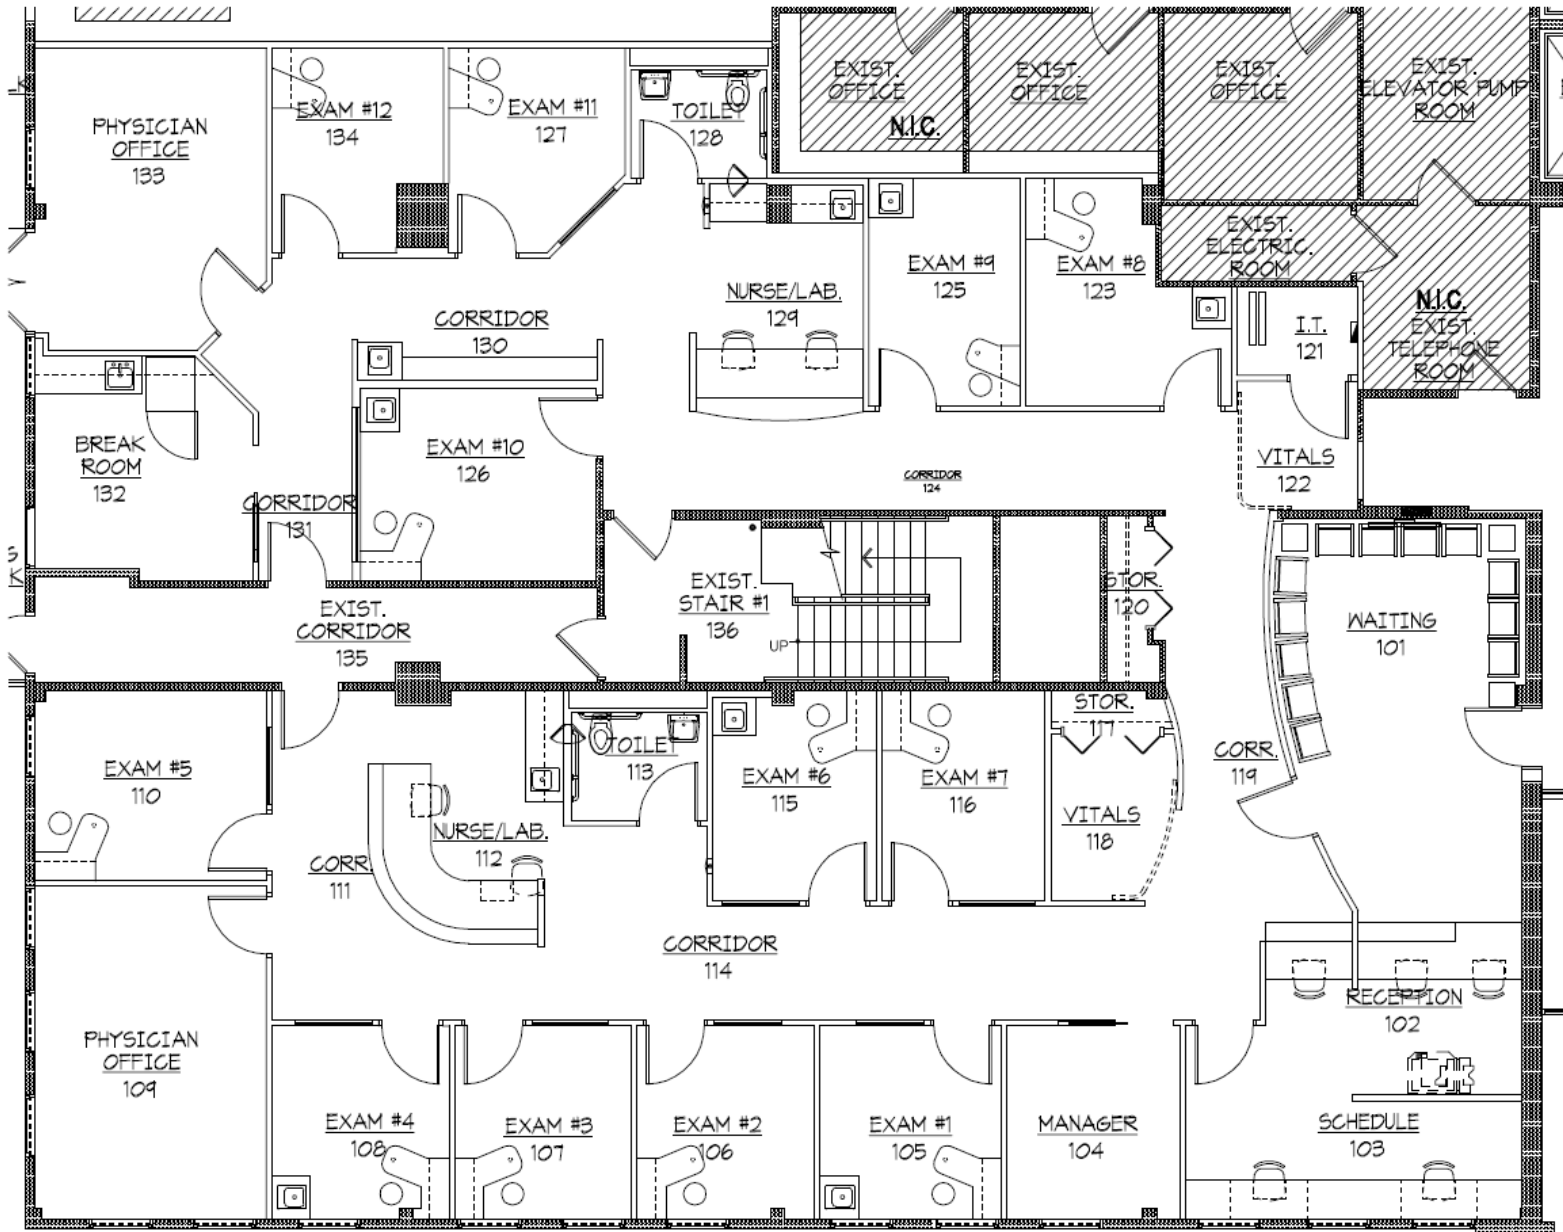 EXIST.
OFFICE
N.I.C.
EXIST.
OFFICE
EXIST.
OFFICE
EXIST.
ELEVATOR PUMP
ROOM
PHYSICIAN
OFFICE
133
EXAM #12
134
EXAM #11
127
TOILET
128
EXIST.
ELECTRIC.
ROOM
N.I.C.
EXIST.
TELEPHONE
ROOM
CORRIDOR
130
NURSE/LAB.
129
EXAM #9
125
EXAM #8
123
I.T.
121
BREAK
ROOM
132
EXAM #10
126
CORRIDOR
124
VITALS
122
CORRIDOR
131
EXIST.
CORRIDOR
135
EXIST.
STAIR #1
136
UP
STOR.
120
WAITING
101
EXAM #5
110
CORR.
111
NURSE/LAB.
112
TOILET
113
EXAM #6
115
EXAM #7
116
STOR.
117
VITALS
118
CORR.
119
CORRIDOR
114
PHYSICIAN
OFFICE
109
RECEPTION
102
EXAM #4
108
EXAM #3
107
EXAM #2
106
EXAM #1
105
MANAGER
104
SCHEDULE
103